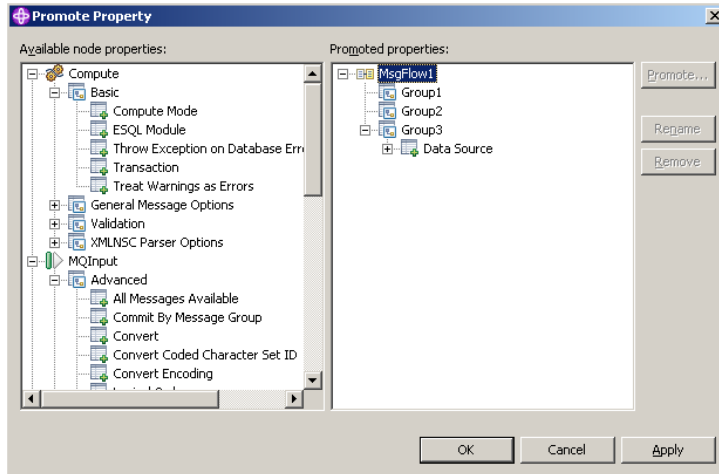 Promote Property
Available node properties:
Compute
Basic
Compute Mode
ESQL Module
Throw Exception on Database Err
Transaction
Treat Warnings as Errors
General Message Options
Validation
XMLNSC Parser Options
MQInput
Advanced
All Messages Available
Commit By Message Group
Convert
Convert Coded Character Set ID
Convert Encoding
Promoted properties:
MsgFlow1
Group1
Group2
Group3
Data Source
Promote...
Rename
Remove
OK
Cancel
Apply